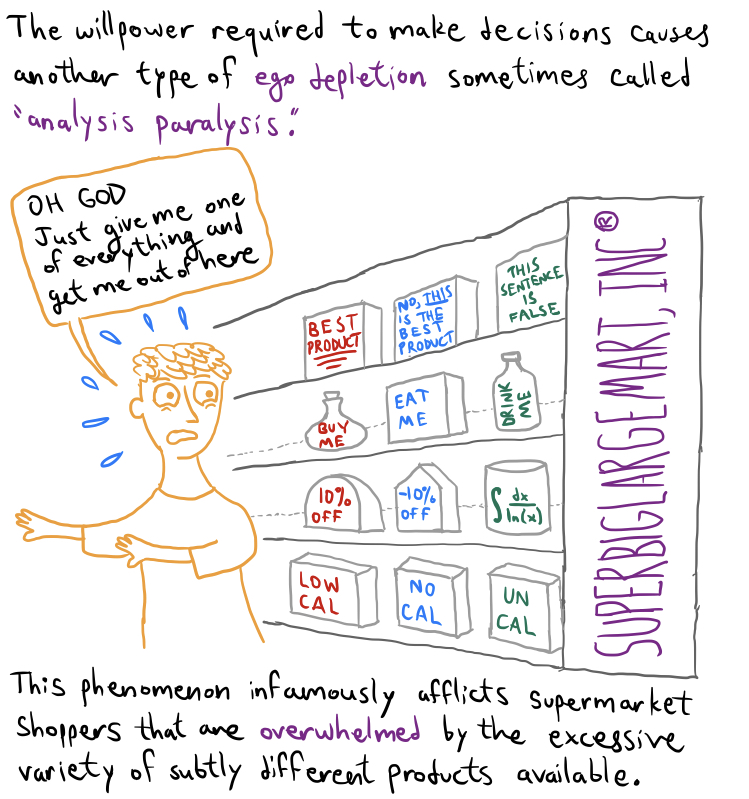 The willpower required to make decisions causes
another type of ego depletion sometimes called
"analysis paralysis."
OH GOD
Just give me one
of everything and
get me out of here
BEST
PRODUCT
NO, THIS
IS THE
BEST
PRODUCT
THIS
SENTENCE
IS
FALSE
BUY
ME
EAT
ME
DRINK
ME
10%
OFF
-10%
OFF
∫ dx/ln(x)
LOW
CAL
NO
CAL
UN
CAL
SUPERBIGLARGEMART, INC®
This phenomenon infamously afflicts supermarket
shoppers that are overwhelmed by the excessive
variety of subtly different products available.